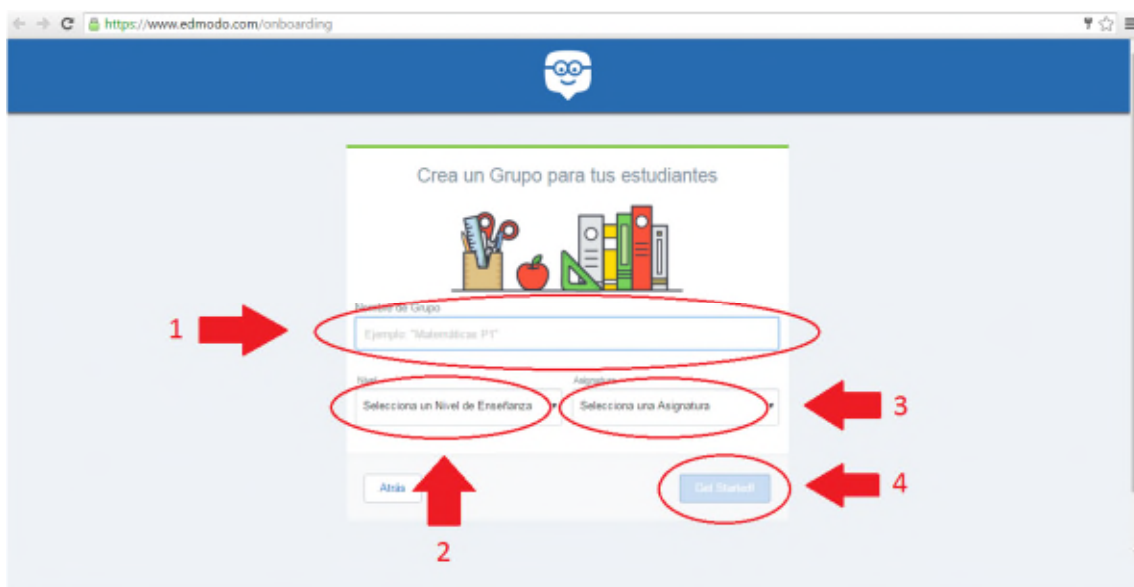 https://www.edmodo.com/onboarding
Crea un Grupo para tus estudiantes
Nombre de Grupo
1
Ejemplo: "Matemáticas P1"
Nivel
Asignatura
Selecciona un Nivel de Enseñanza
Selecciona una Asignatura
3
Atrás
Get Started!
4
2